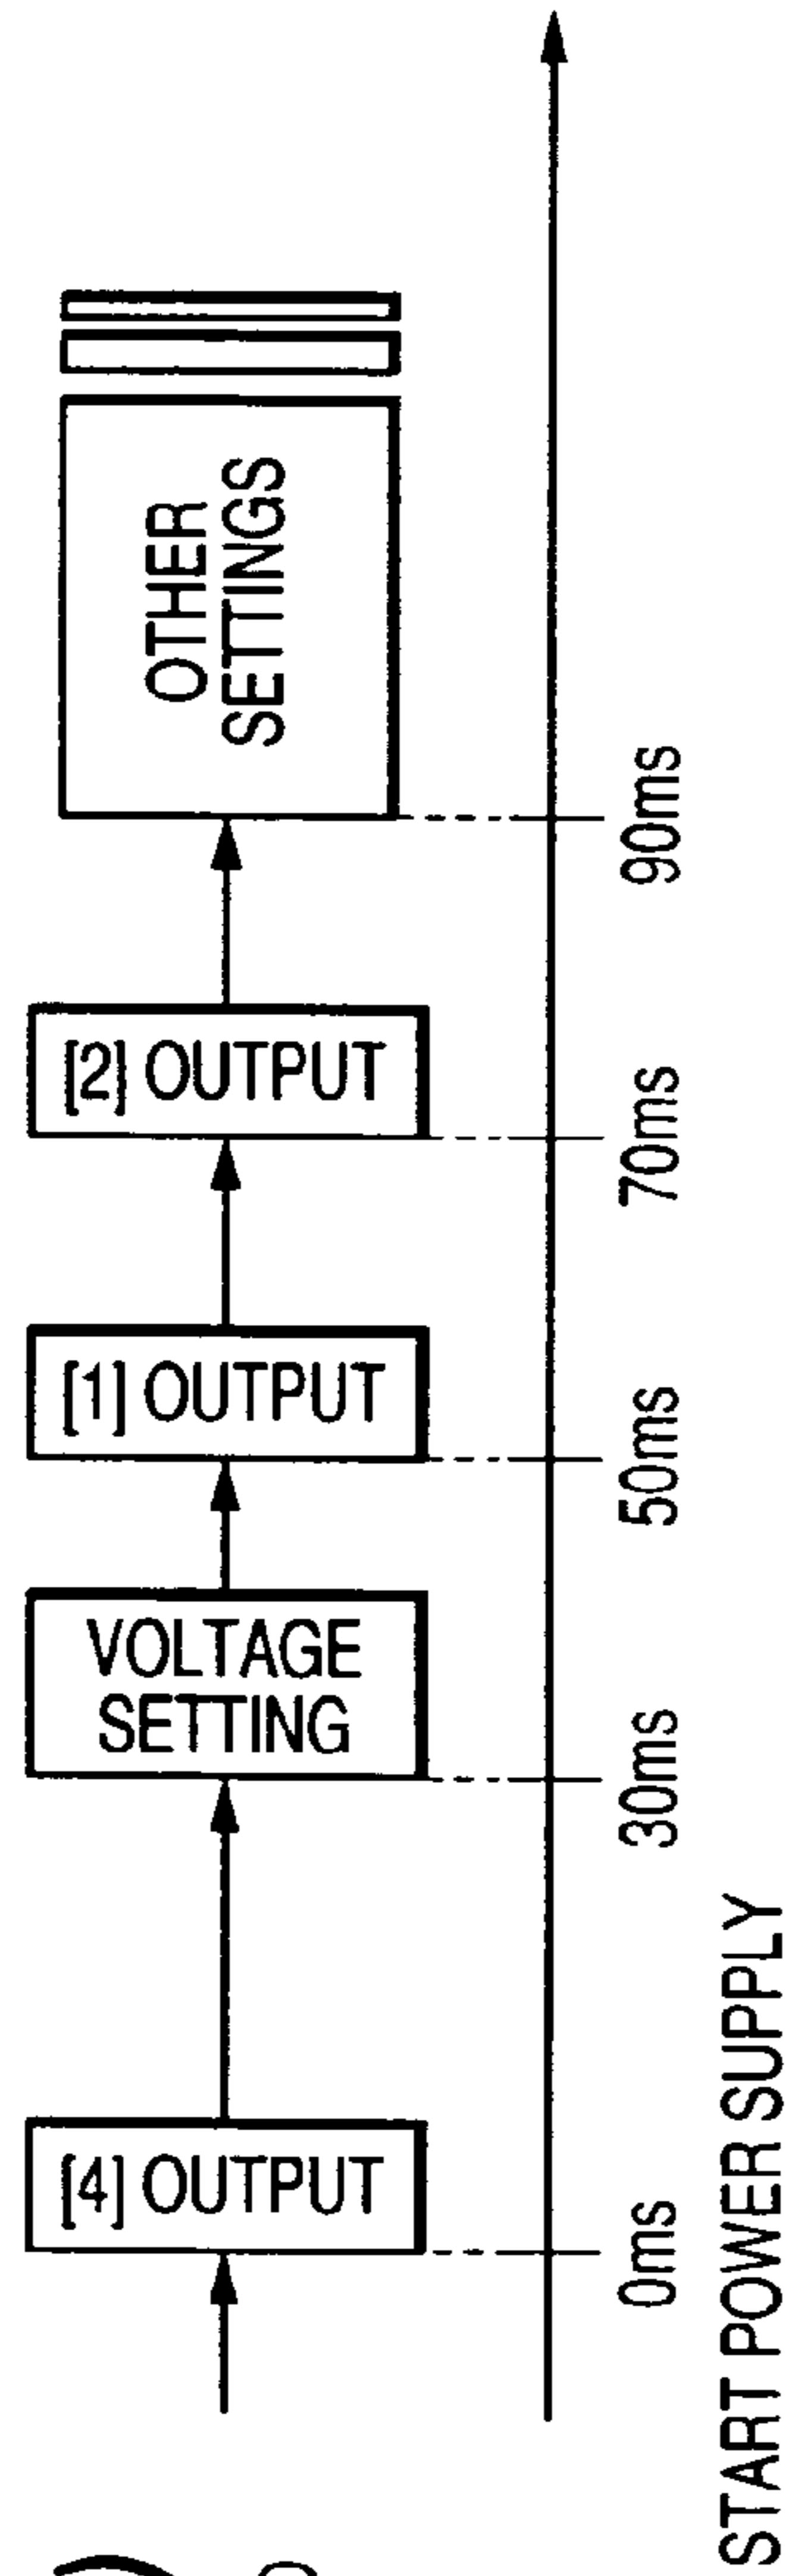 [4] OUTPUT
VOLTAGE
SETTING
[1] OUTPUT
[2] OUTPUT
OTHER
SETTINGS
0ms
30ms
50ms
70ms
90ms
START POWER SUPPLY